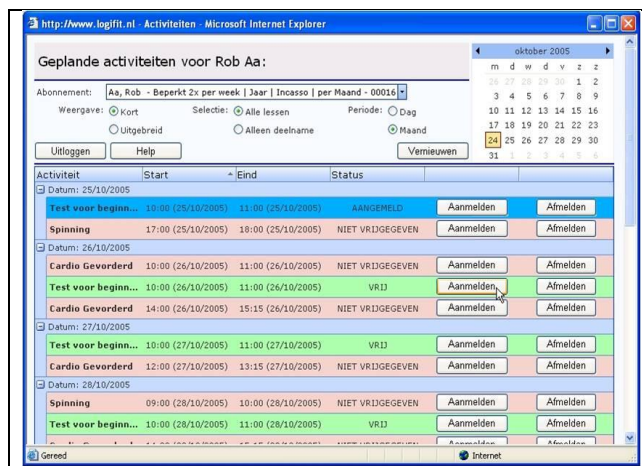 http://www.logifit.nl - Activiteiten - Microsoft Internet Explorer
Geplande activiteiten voor Rob Aa:
Abonnement: Aa, Rob - Beperkt 2x per week | Jaar | Incasso | per Maand - 00016
Weergave: Kort Selectie: Alle lessen Periode: Dag
Uitgebreid Alleen deelname Maand
Uitloggen Help Vernieuwen
oktober 2005
m d w d v z z
26 27 28 29 30 1 2
3 4 5 6 7 8 9
10 11 12 13 14 15 16
17 18 19 20 21 22 23
24 25 26 27 28 29 30
31 1 2 3 4 5 6
Activiteit Start Eind Status
Datum: 25/10/2005
Test voor beginn... 10:00 (25/10/2005) 11:00 (25/10/2005) AANGEMELD Aanmelden Afmelden
Spinning 17:00 (25/10/2005) 18:00 (25/10/2005) NIET VRIJGEGEVEN Aanmelden Afmelden
Datum: 26/10/2005
Cardio Gevorderd 10:00 (26/10/2005) 11:00 (26/10/2005) NIET VRIJGEGEVEN Aanmelden Afmelden
Test voor beginn... 10:00 (26/10/2005) 11:00 (26/10/2005) VRIJ Aanmelden Afmelden
Cardio Gevorderd 14:00 (26/10/2005) 15:15 (26/10/2005) NIET VRIJGEGEVEN Aanmelden Afmelden
Datum: 27/10/2005
Test voor beginn... 10:00 (27/10/2005) 11:00 (27/10/2005) VRIJ Aanmelden Afmelden
Cardio Gevorderd 12:00 (27/10/2005) 13:15 (27/10/2005) NIET VRIJGEGEVEN Aanmelden Afmelden
Datum: 28/10/2005
Spinning 09:00 (28/10/2005) 10:00 (28/10/2005) NIET VRIJGEGEVEN Aanmelden Afmelden
Test voor beginn... 10:00 (28/10/2005) 11:00 (28/10/2005) VRIJ Aanmelden Afmelden
Gereed Internet